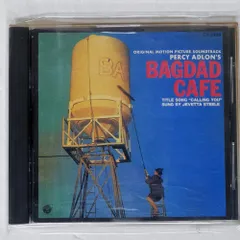 ORIGINAL MOTION PICTURE SOUNDTRACK
PERCY ADLON'S
BAGDAD
CAFE
TITLE SONG "CALLING YOU"
SUNG BY JEVETTA STEELE
BA